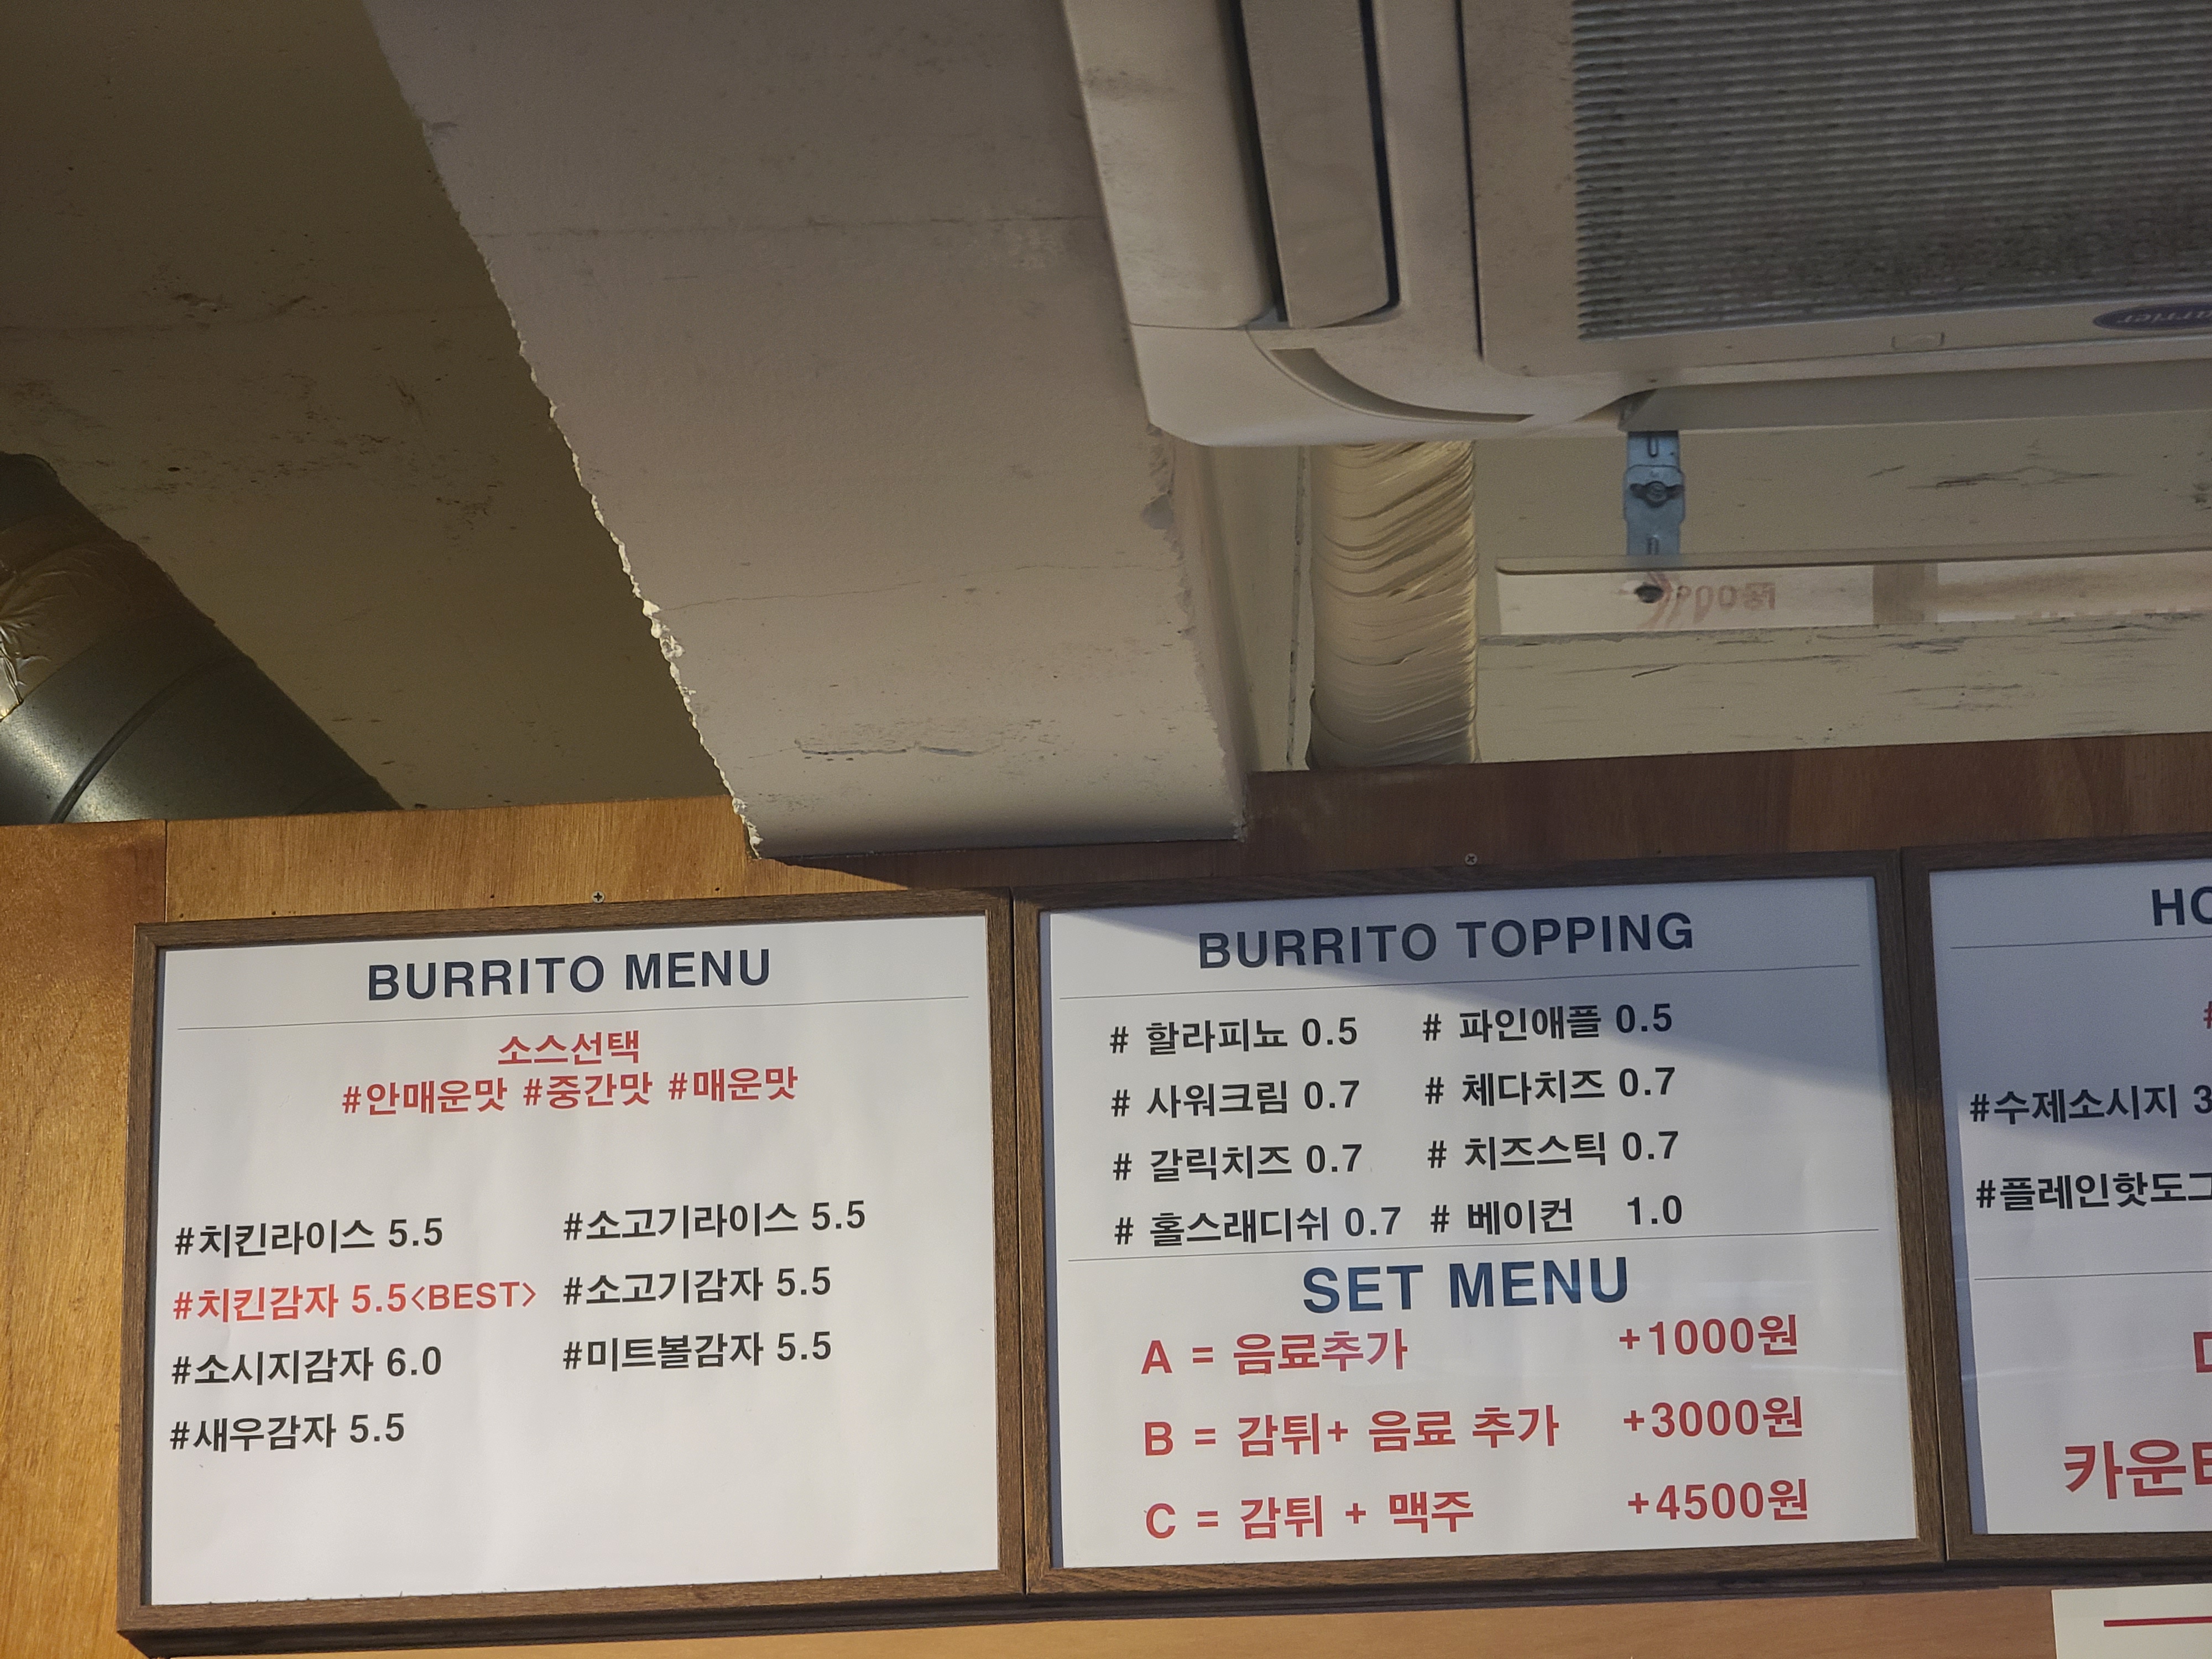 BURRITO MENU
소스선택
#안매운맛 #중간맛 #매운맛
#치킨라이스 5.5 #소고기라이스 5.5
#치킨감자 5.5<BEST> #소고기감자 5.5
#소시지감자 6.0 #미트볼감자 5.5
#새우감자 5.5
BURRITO TOPPING
# 할라피뇨 0.5 # 파인애플 0.5
# 사워크림 0.7 # 체다치즈 0.7
# 갈릭치즈 0.7 # 치즈스틱 0.7
# 홀스래디쉬 0.7 # 베이컨 1.0
SET MENU
A = 음료추가 +1000원
B = 감튀+ 음료 추가 +3000원
C = 감튀 + 맥주 +4500원
#수제소시지